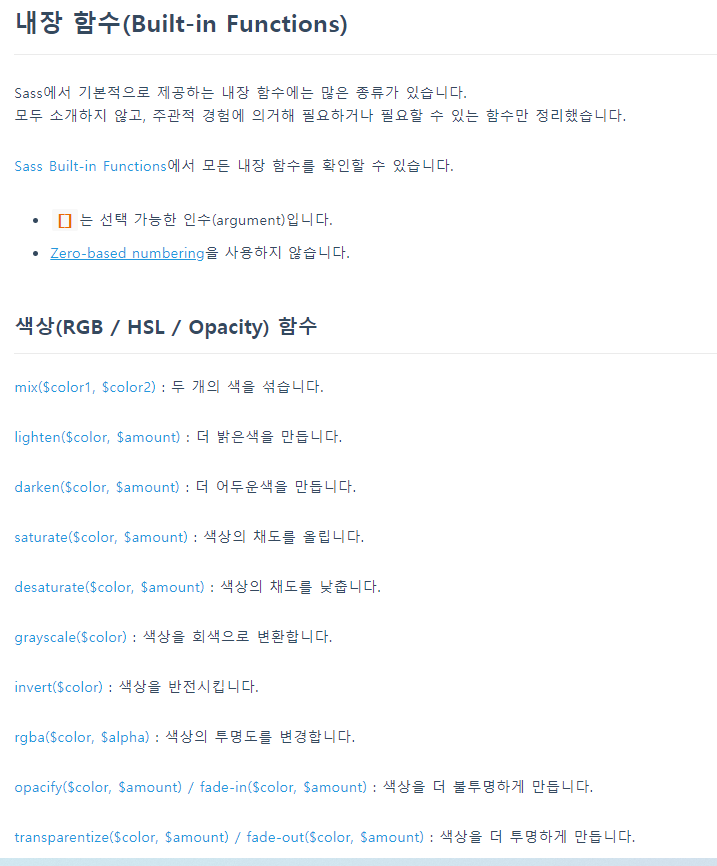 내장 함수(Built-in Functions)
Sass에서 기본적으로 제공하는 내장 함수에는 많은 종류가 있습니다.
모두 소개하지 않고, 주관적 경험에 의거해 필요하거나 필요할 수 있는 함수만 정리했습니다.
Sass Built-in Functions에서 모든 내장 함수를 확인할 수 있습니다.
• [] 는 선택 가능한 인수(argument)입니다.
• Zero-based numbering을 사용하지 않습니다.
색상(RGB / HSL / Opacity) 함수
mix($color1, $color2) : 두 개의 색을 섞습니다.
lighten($color, $amount) : 더 밝은색을 만듭니다.
darken($color, $amount) : 더 어두운색을 만듭니다.
saturate($color, $amount) : 색상의 채도를 올립니다.
desaturate($color, $amount) : 색상의 채도를 낮춥니다.
grayscale($color) : 색상을 회색으로 변환합니다.
invert($color) : 색상을 반전시킵니다.
rgba($color, $alpha) : 색상의 투명도를 변경합니다.
opacify($color, $amount) / fade-in($color, $amount) : 색상을 더 불투명하게 만듭니다.
transparentize($color, $amount) / fade-out($color, $amount) : 색상을 더 투명하게 만듭니다.